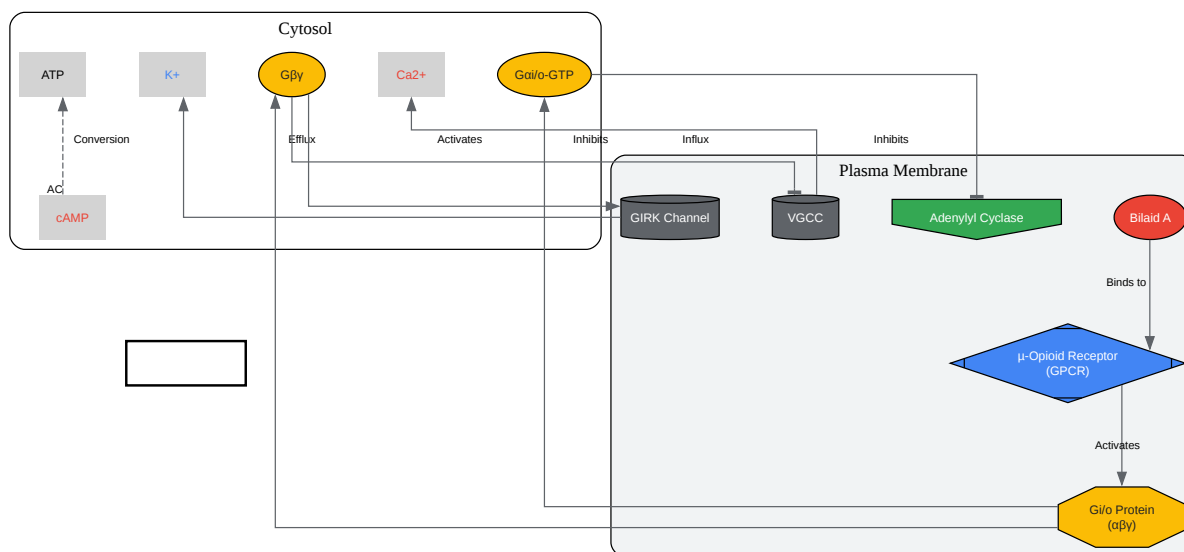 Cytosol
ATP
K+
Gβγ
Ca2+
Gαi/o-GTP
Conversion
Efflux
Activates
Inhibits
Influx
Inhibits
Plasma Membrane
AC
cAMP
GIRK Channel
VGCC
Adenylyl Cyclase
Bilaid A
Binds to
μ-Opioid Receptor
(GPCR)
Activates
Gi/o Protein
(αβγ)